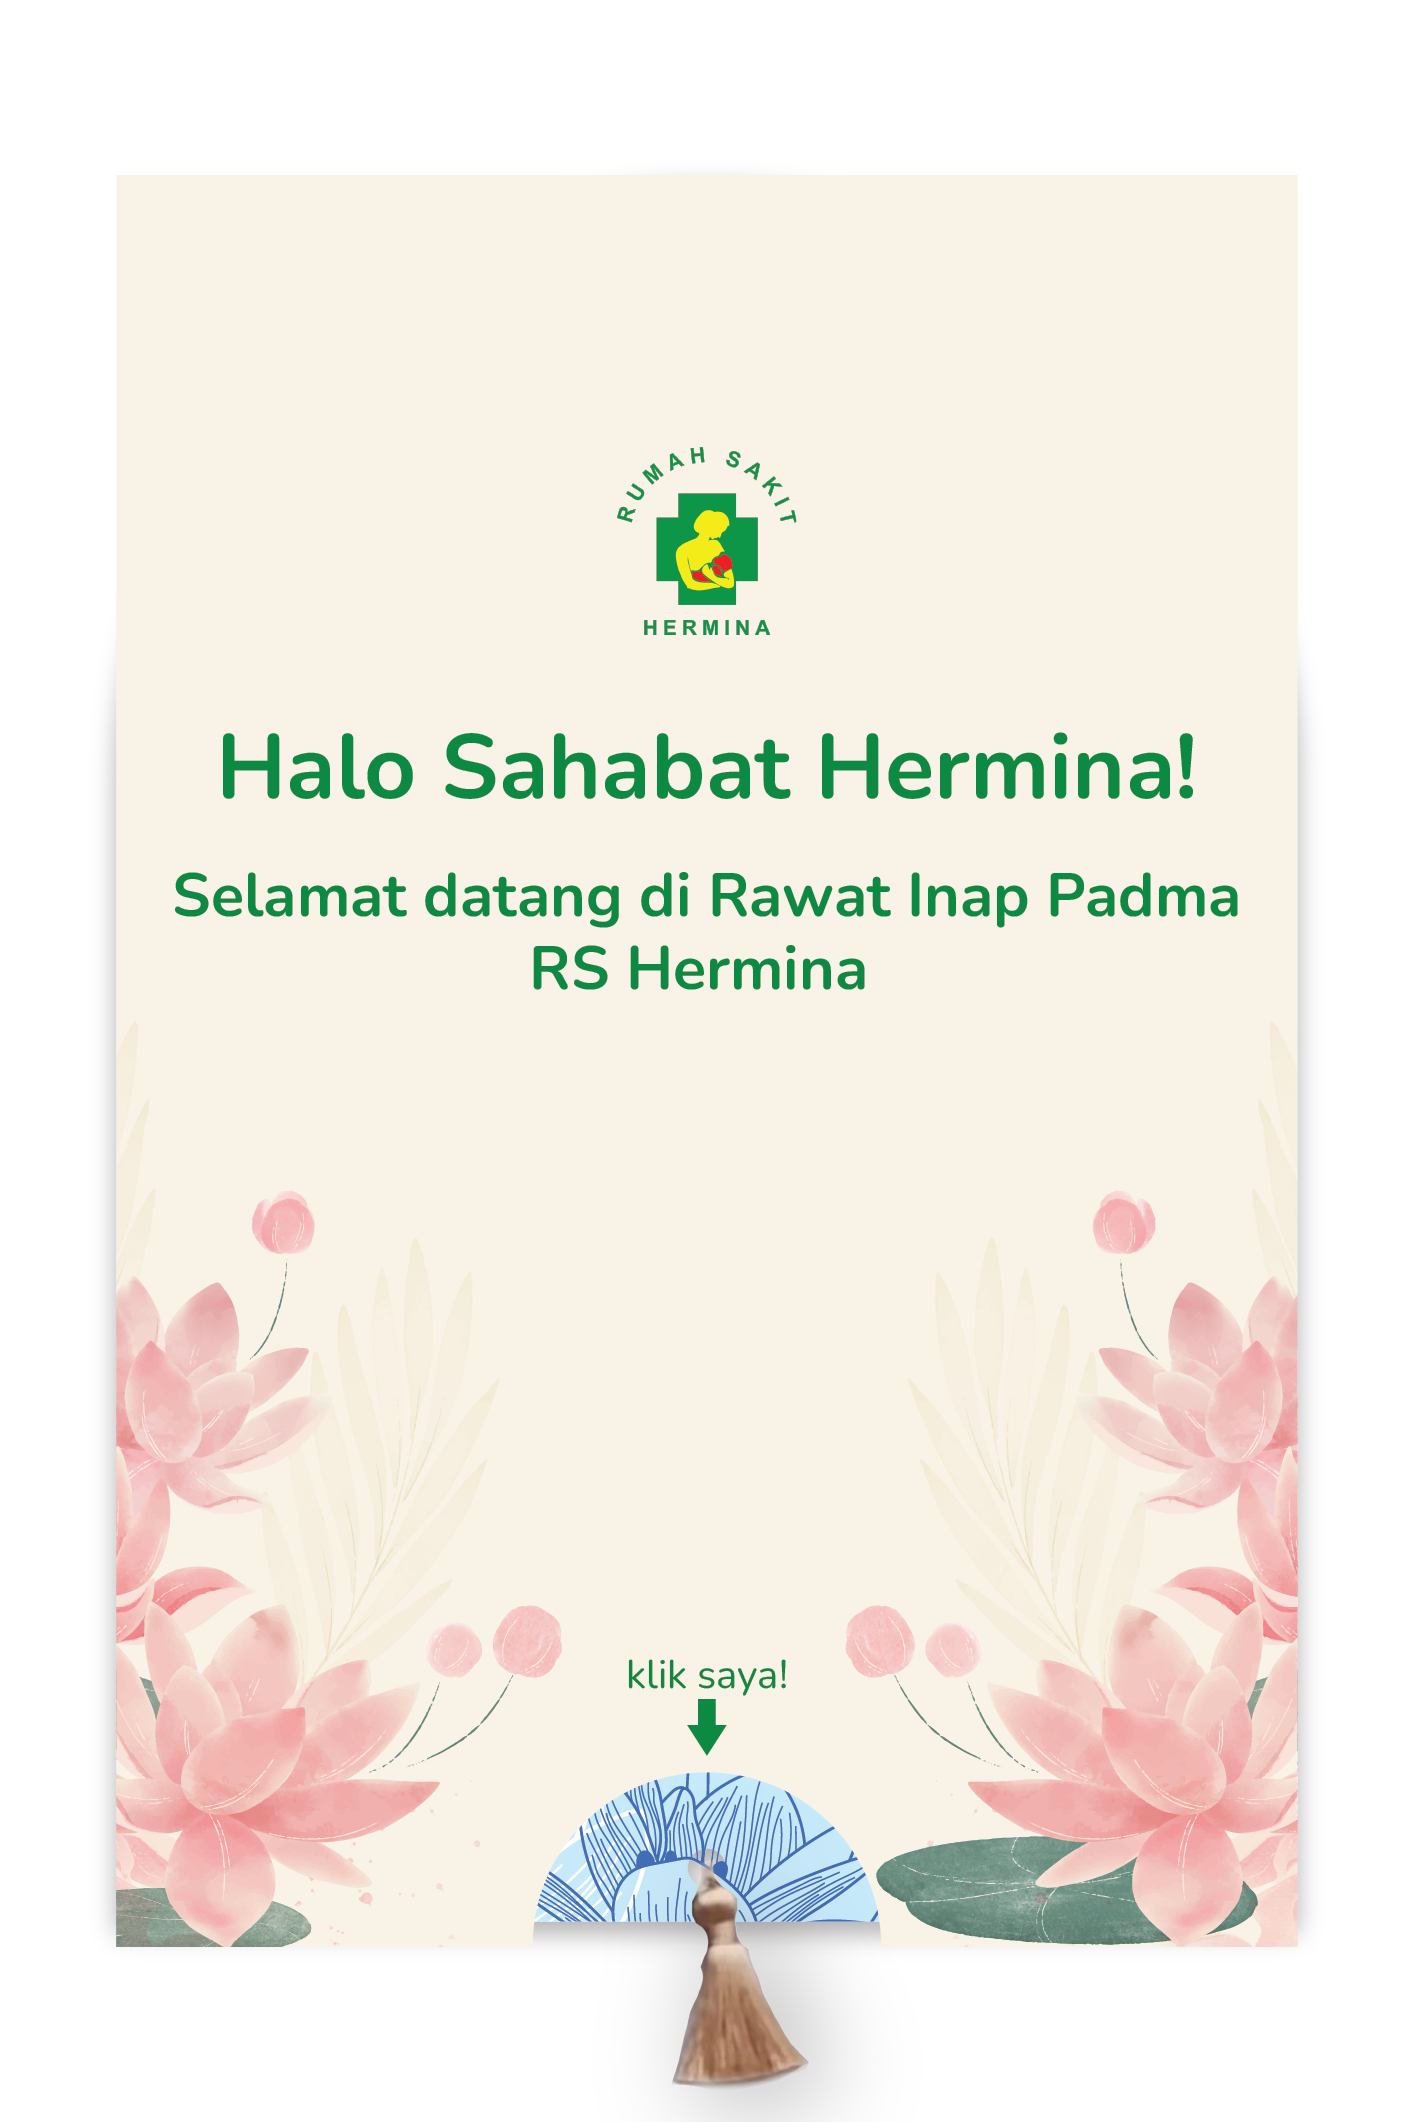 RUMAH SAKIT
HERMINA
Halo Sahabat Hermina!
Selamat datang di Rawat Inap Padma
RS Hermina
klik saya!